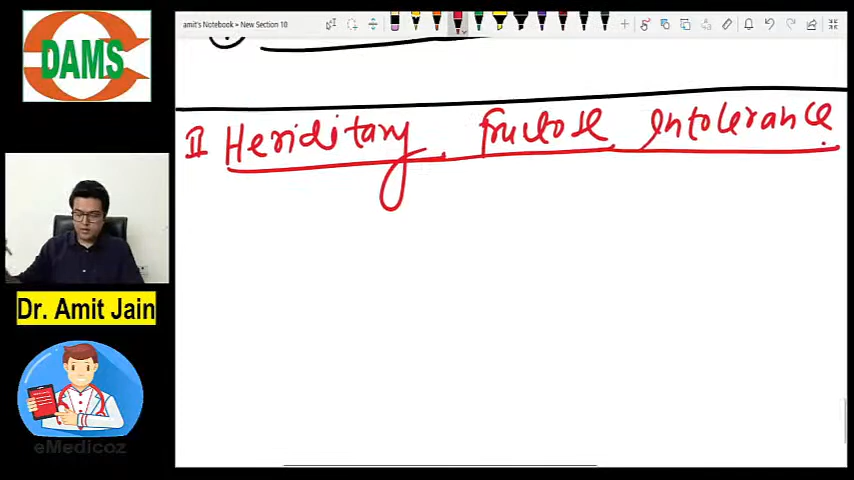 amit's Notebook > New Section 10
DAMS
II Heriditary fructose Intolerance
Dr. Amit Jain
eMedicoz